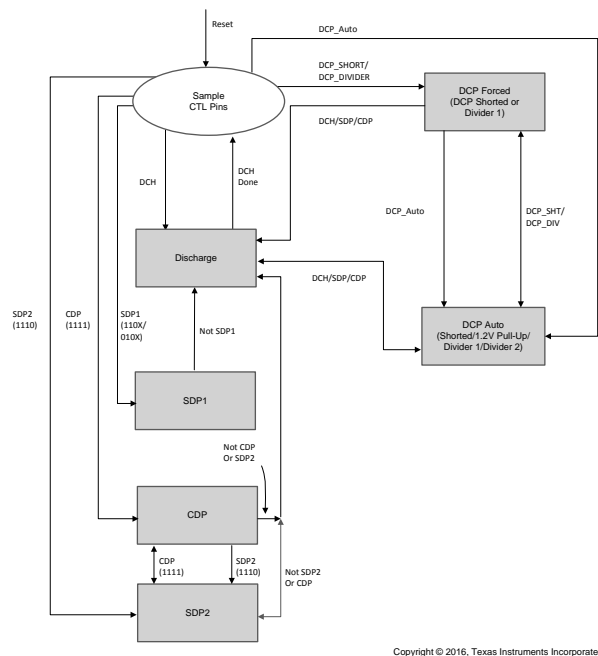 Reset
DCP_Auto
DCP_SHORT/
DCP_DIVIDER
Sample
CTL Pins
DCP Forced
(DCP Shorted or
Divider 1)
DCH/SDP/CDP
DCH
DCH
Done
DCP_Auto
DCP_SHT/
DCP_DIV
Discharge
DCH/SDP/CDP
SDP2
(1110)
CDP
(1111)
SDP1
(110X/
010X)
Not SDP1
DCP Auto
(Shorted/1.2V Pull-Up/
Divider 1/Divider 2)
SDP1
Not CDP
Or SDP2
CDP
CDP
(1111)
SDP2
(1110)
Not SDP2
Or CDP
SDP2
Copyright © 2016, Texas Instruments Incorporate